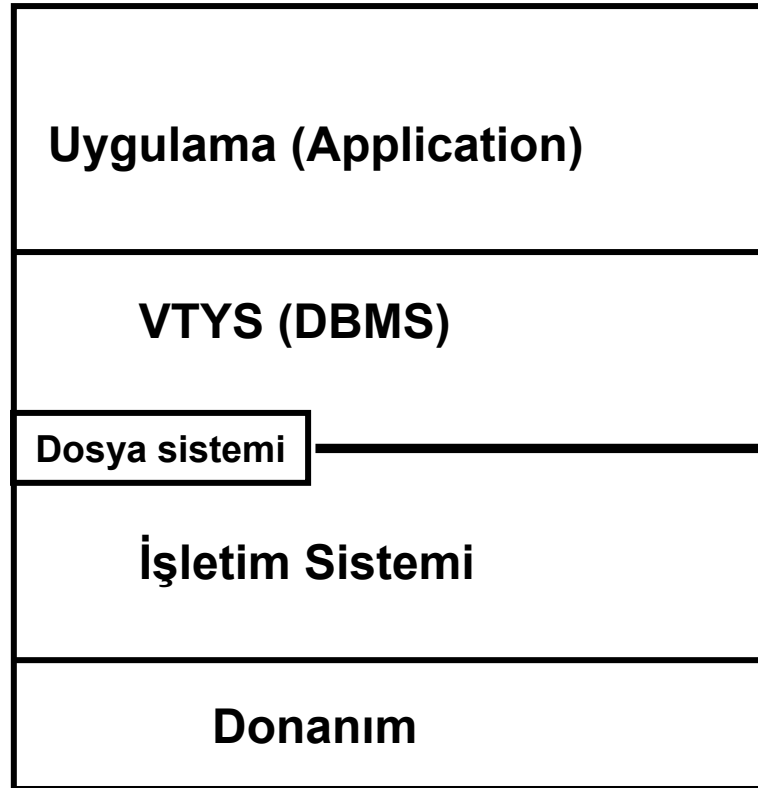 Uygulama (Application)
VTYS (DBMS)
Dosya sistemi
İşletim Sistemi
Donanım